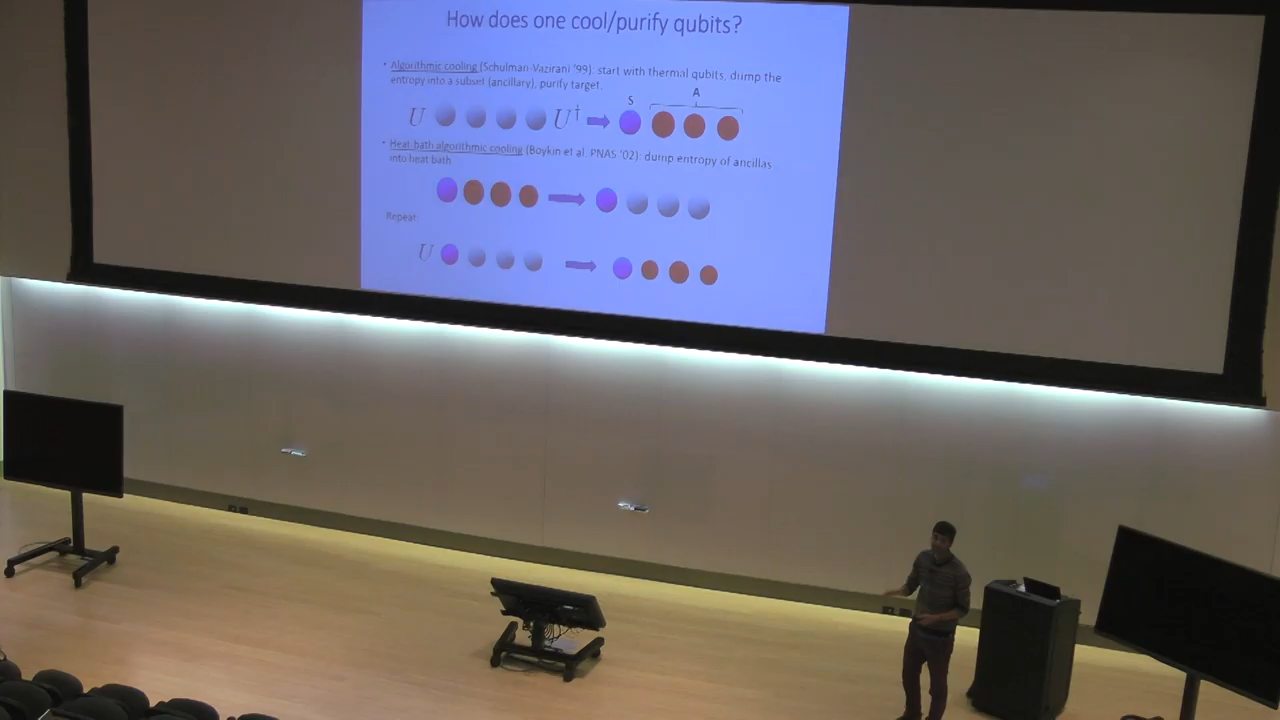 How does one cool/purify qubits?
• Algorithmic cooling (Schulman-Vazirani '99): start with thermal qubits, dump the
entropy into a subset (ancillary), purify target.
S
A
U
U†
• Heat bath algorithmic cooling (Boykin et al. PNAS '02): dump entropy of ancillas
into heat bath
Repeat:
U